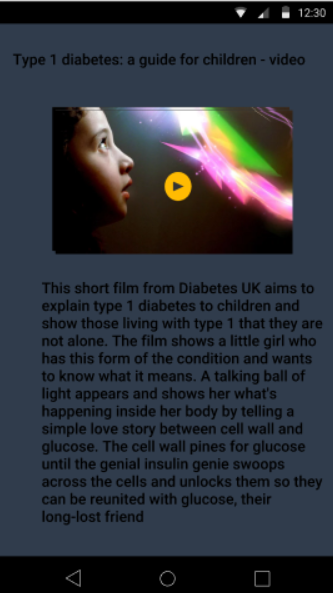 12:30
Type 1 diabetes: a guide for children - video
This short film from Diabetes UK aims to
explain type 1 diabetes to children and
show those living with type 1 that they are
not alone. The film shows a little girl who
has this form of the condition and wants
to know what it means. A talking ball of
light appears and shows her what's
happening inside her body by telling a
simple love story between cell wall and
glucose. The cell wall pines for glucose
until the genial insulin genie swoops
across the cells and unlocks them so they
can be reunited with glucose, their
long-lost friend